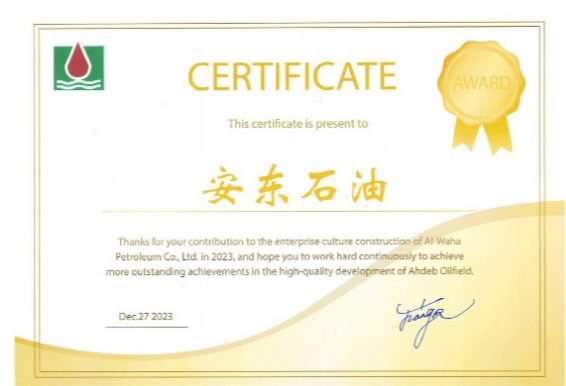 CERTIFICATE
AWARD
This certificate is present to
安东石油
Thanks for your contribution to the enterprise culture construction of Al-Waha
Petroleum Co., Ltd. in 2023, and hope you to work hard continuously to achieve
more outstanding achievements in the high-quality development of Ahdeb Oilfield.
Dec.27 2023